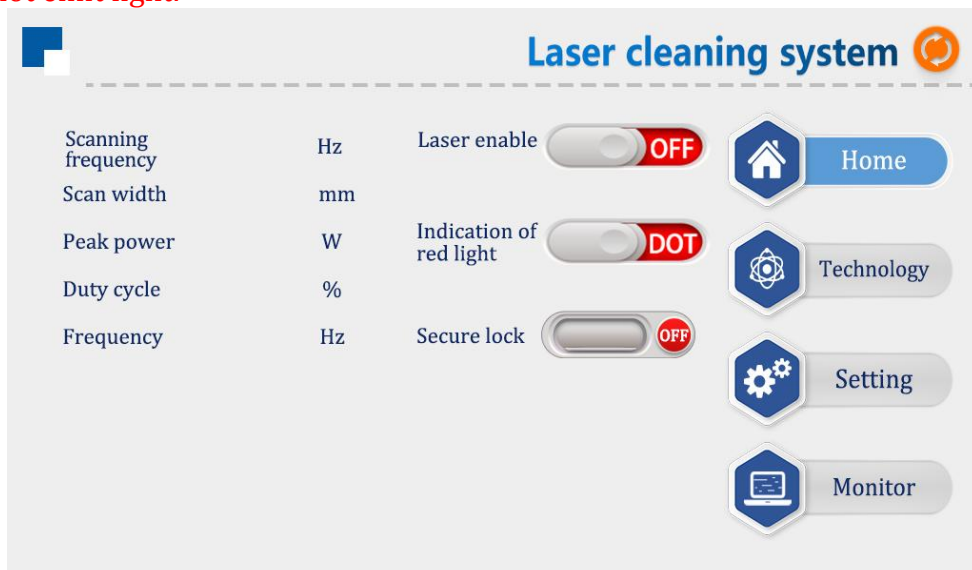 light.
Laser cleaning system
Scanning
frequency
Hz
Laser enable
OFF
Home
Scan width
mm
Peak power
W
Indication of
red light
DOT
Technology
Duty cycle
%
Frequency
Hz
Secure lock
OFF
Setting
Monitor